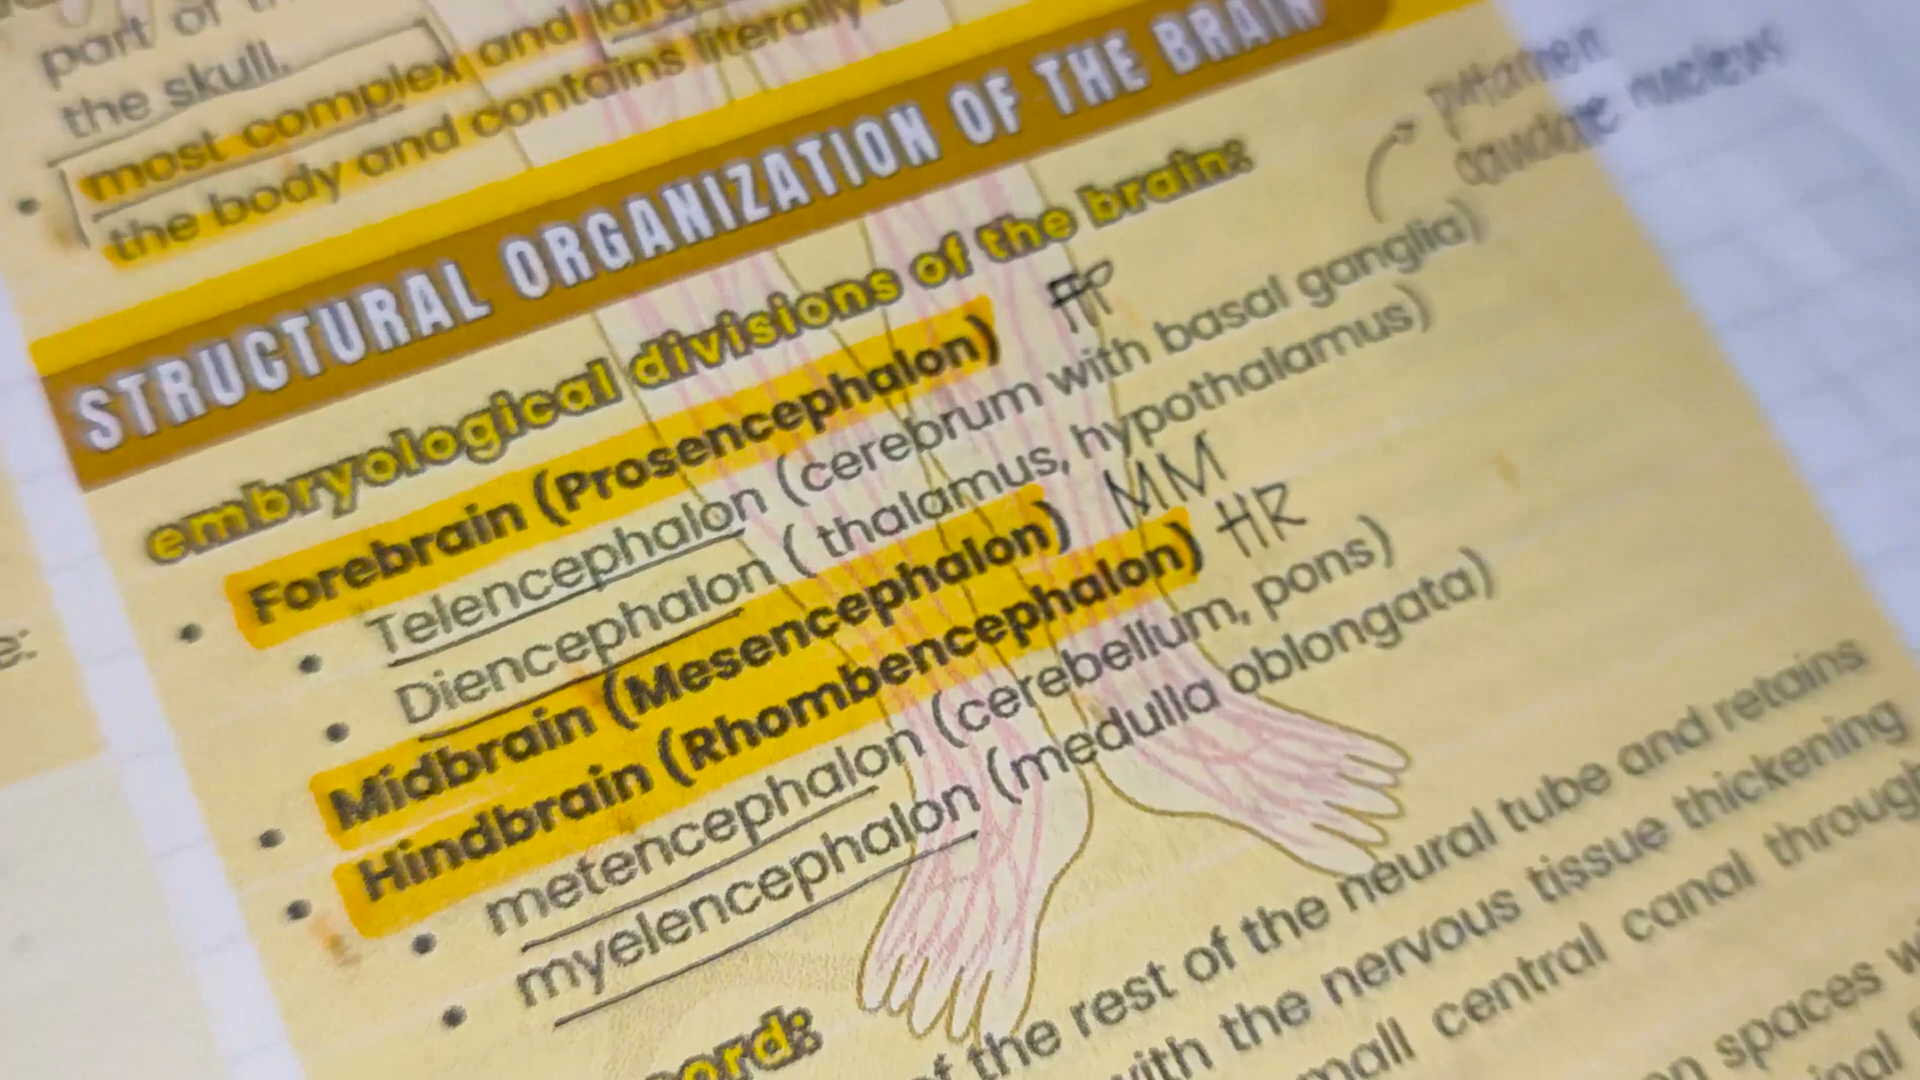 part of
the skull.
most complex and
the body and contains literally
STRUCTURAL ORGANIZATION OF THE BRAIN
putamen
caudate nucleus
embryological divisions of the brain:
Forebrain (Prosencephalon) FP
Telencephalon (cerebrum with basal ganglia)
Diencephalon ( thalamus, hypothalamus)
Midbrain (Mesencephalon) MM
Hindbrain (Rhombencephalon) HR
metencephalon (cerebellum, pons)
myelencephalon (medulla oblongata)
e:
ord:
the rest of the neural tube and retains
with the nervous tissue thickening
small central canal through
spaces